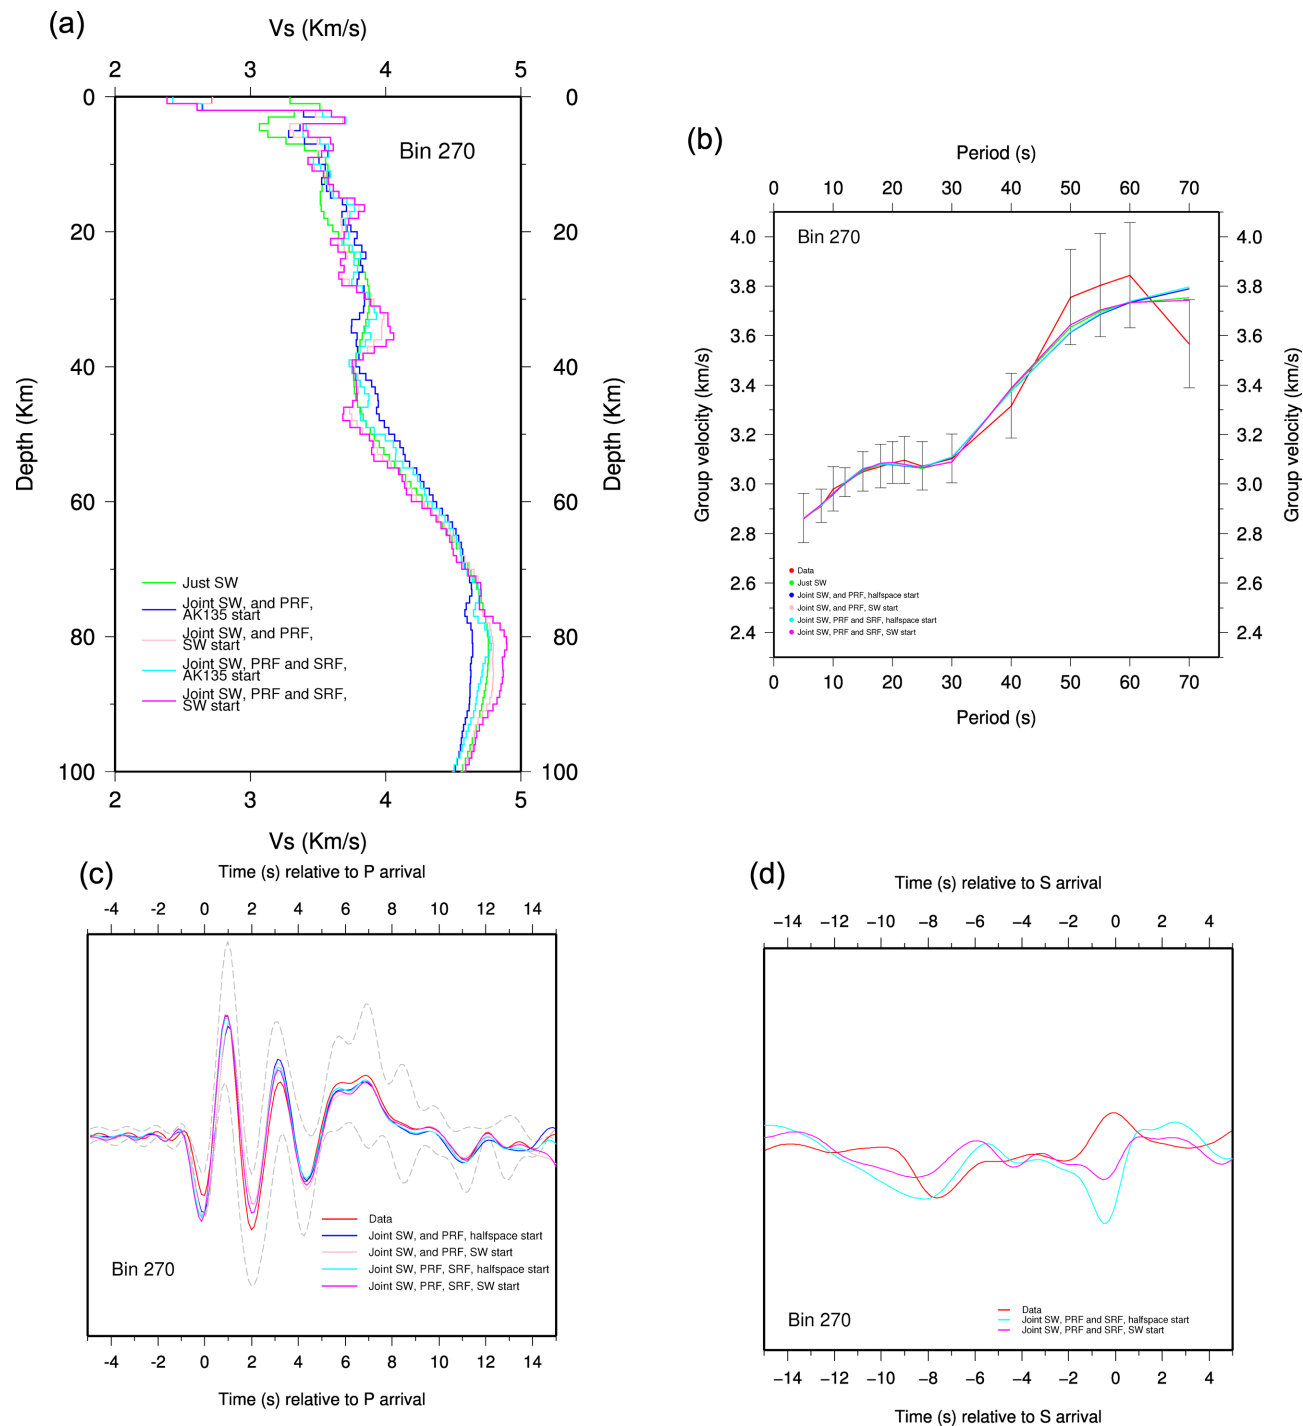 (a)
Vs (Km/s)
2 3 4 5
0 0
20 20
40 40
60 60
80 80
100 100
Depth (Km)
Depth (Km)
Bin 270
Just SW
Joint SW, and PRF,
AK135 start
Joint SW, and PRF,
SW start
Joint SW, PRF and SRF,
AK135 start
Joint SW, PRF and SRF,
SW start
2 3 4 5
Vs (Km/s)
(b)
Period (s)
0 10 20 30 40 50 60 70
Bin 270
4.0 4.0
3.8 3.8
3.6 3.6
3.4 3.4
3.2 3.2
3.0 3.0
2.8 2.8
2.6 2.6
2.4 2.4
Group velocity (km/s)
Group velocity (km/s)
Data
Just SW
Joint SW, and PRF, halfspace start
Joint SW, and PRF, SW start
Joint SW, PRF and SRF, halfspace start
Joint SW, PRF and SRF, SW start
0 10 20 30 40 50 60 70
Period (s)
(c)
Time (s) relative to P arrival
-4 -2 0 2 4 6 8 10 12 14
Data
Joint SW, and PRF, halfspace start
Joint SW, and PRF, SW start
Joint SW, PRF, SRF, halfspace start
Joint SW, PRF, SRF, SW start
Bin 270
-4 -2 0 2 4 6 8 10 12 14
Time (s) relative to P arrival
(d)
Time (s) relative to S arrival
−14 −12 −10 −8 −6 −4 −2 0 2 4
Data
Joint SW, PRF and SRF, halfspace start
Joint SW, PRF and SRF, SW start
Bin 270
−14 −12 −10 −8 −6 −4 −2 0 2 4
Time (s) relative to S arrival